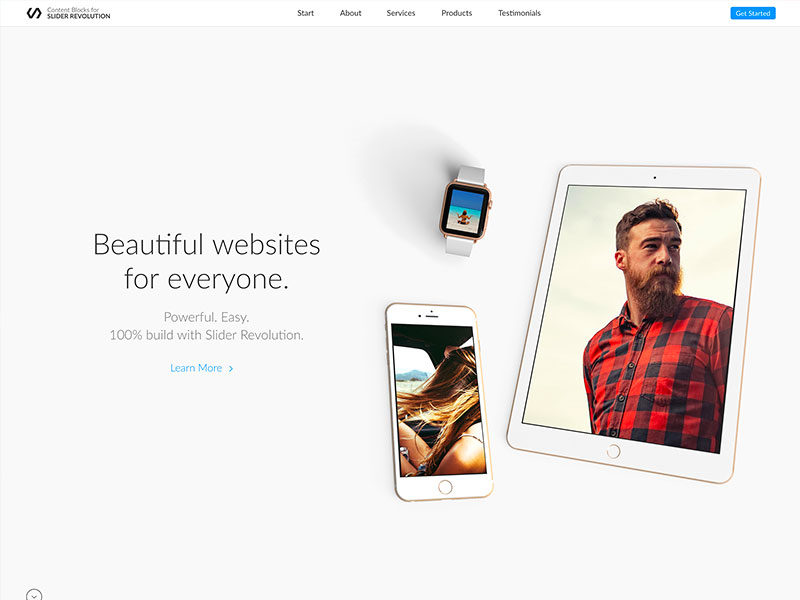 Content Blocks for
SLIDER REVOLUTION
Start
About
Services
Products
Testimonials
Get Started
Beautiful websites
for everyone.
Powerful. Easy.
100% build with Slider Revolution.
Learn More